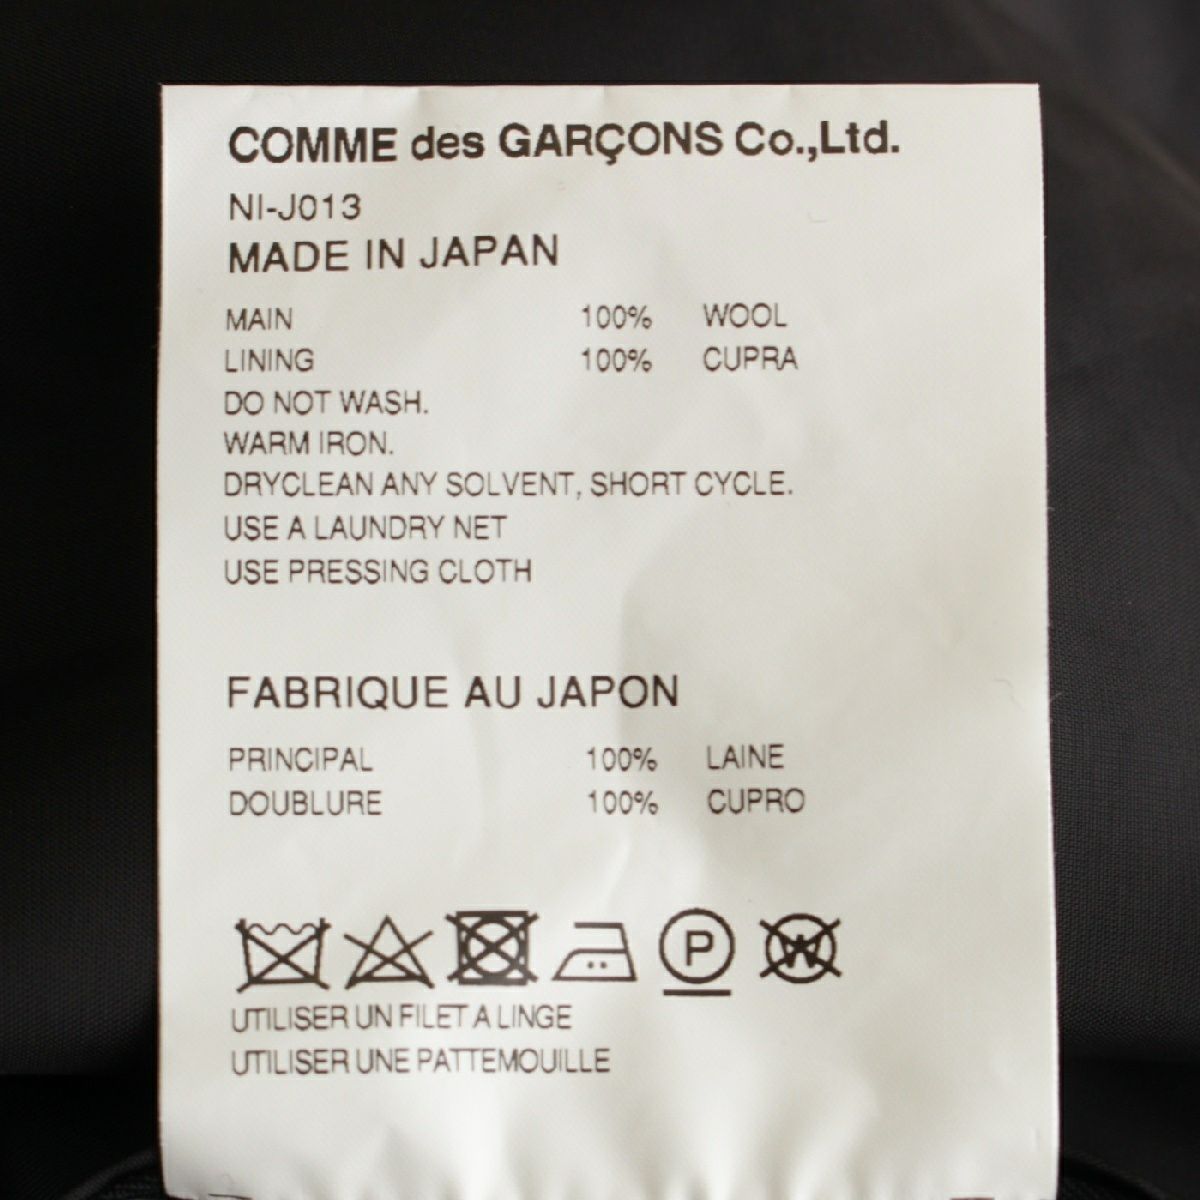 COMME des GARÇONS Co.,Ltd.
NI-J013
MADE IN JAPAN
MAIN 100% WOOL
LINING 100% CUPRA
DO NOT WASH.
WARM IRON.
DRYCLEAN ANY SOLVENT, SHORT CYCLE.
USE A LAUNDRY NET
USE PRESSING CLOTH
FABRIQUE AU JAPON
PRINCIPAL 100% LAINE
DOUBLURE 100% CUPRO
P W
UTILISER UN FILET A LINGE
UTILISER UNE PATTEMOUILLE